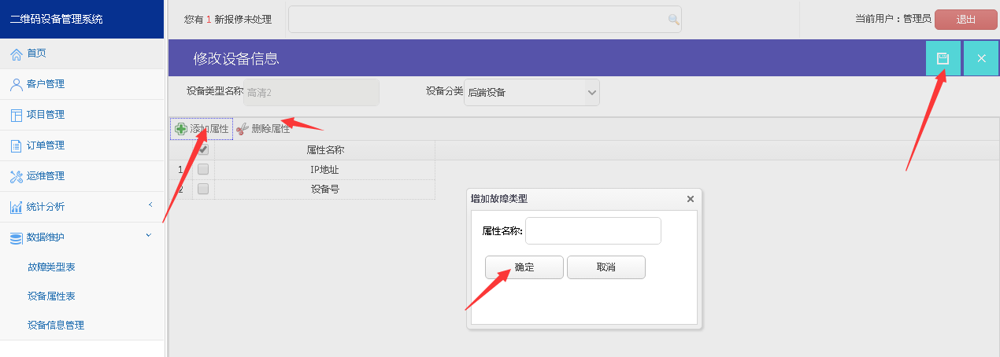 二维码设备管理系统
您有 1 新报修未处理
当前用户：管理员
退出
首页
客户管理
项目管理
订单管理
运维管理
统计分析
数据维护
故障类型表
设备属性表
设备信息管理
修改设备信息
设备类型名称
高清2
设备分类
后端设备
添加属性
删除属性
属性名称
1
IP地址
2
设备号
增加故障类型
属性名称:
确定
取消